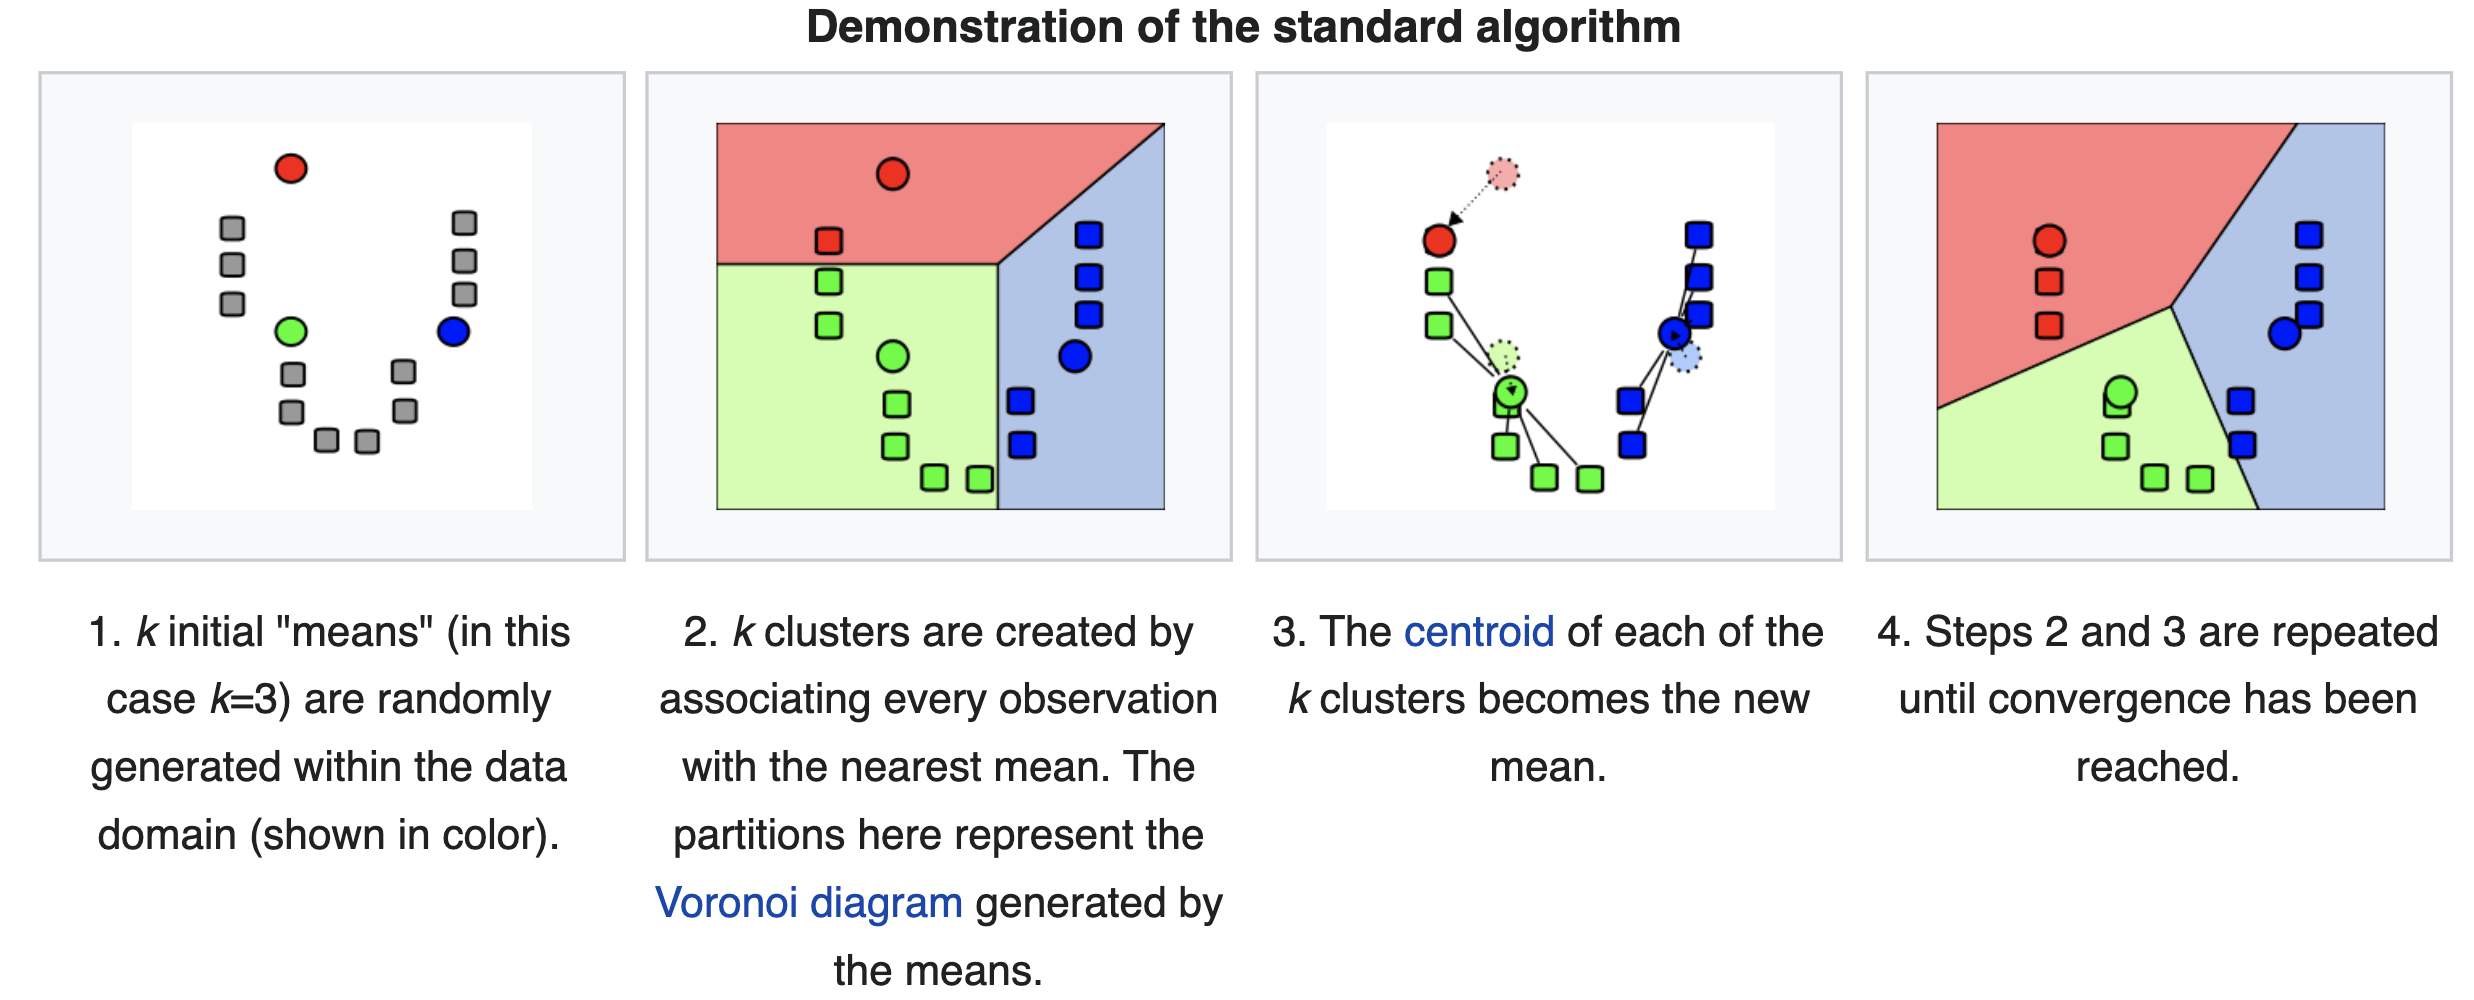 Demonstration of the standard algorithm
1. k initial "means" (in this
case k=3) are randomly
generated within the data
domain (shown in color).
2. k clusters are created by
associating every observation
with the nearest mean. The
partitions here represent the
Voronoi diagram generated by
the means.
3. The centroid of each of the
k clusters becomes the new
mean.
4. Steps 2 and 3 are repeated
until convergence has been
reached.